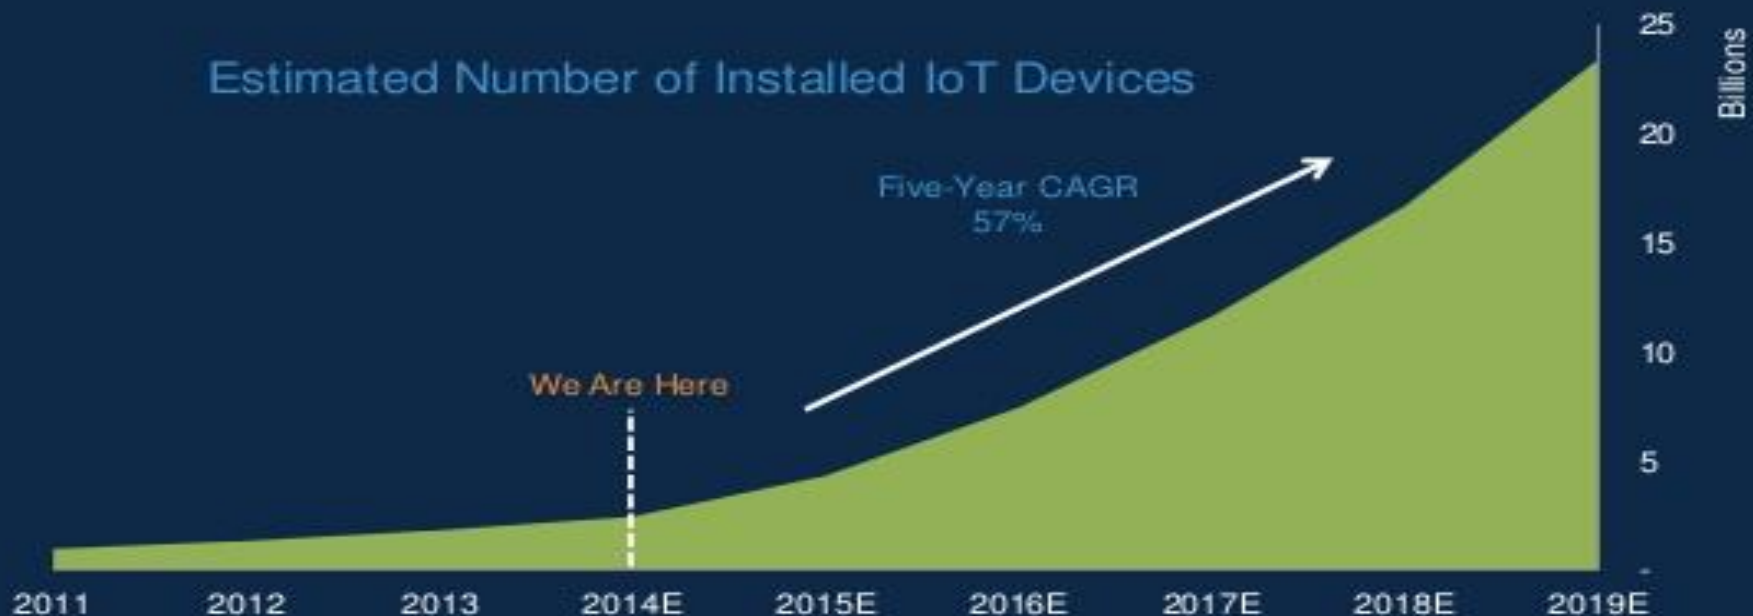 Estimated Number of Installed IoT Devices
Five-Year CAGR
57%
We Are Here
Billions
25
20
15
10
5
-
2011 2012 2013 2014E 2015E 2016E 2017E 2018E 2019E